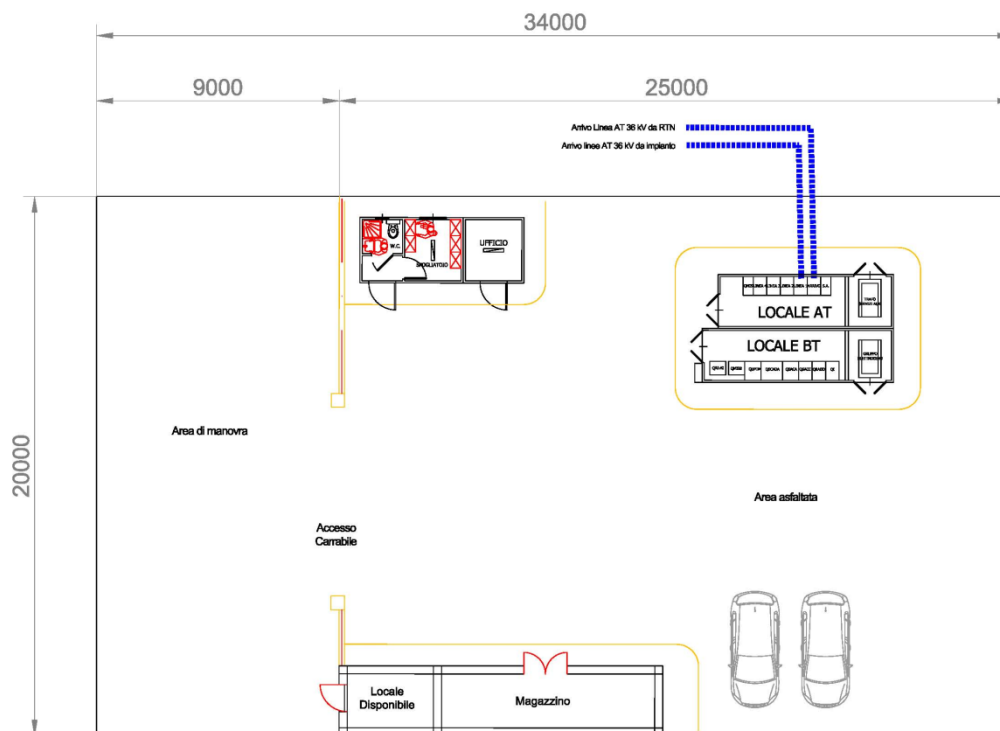 34000
9000
25000
Arrivo Linea AT 36 kV da RTN
Arrivo linee AT 36 kV da impianto
W.C.
SPOGLIATOIO
UFFICIO
LOCALE AT
LOCALE BT
20000
Area di manovra
Area asfaltata
Accesso
Carrabile
Locale
Disponibile
Magazzino